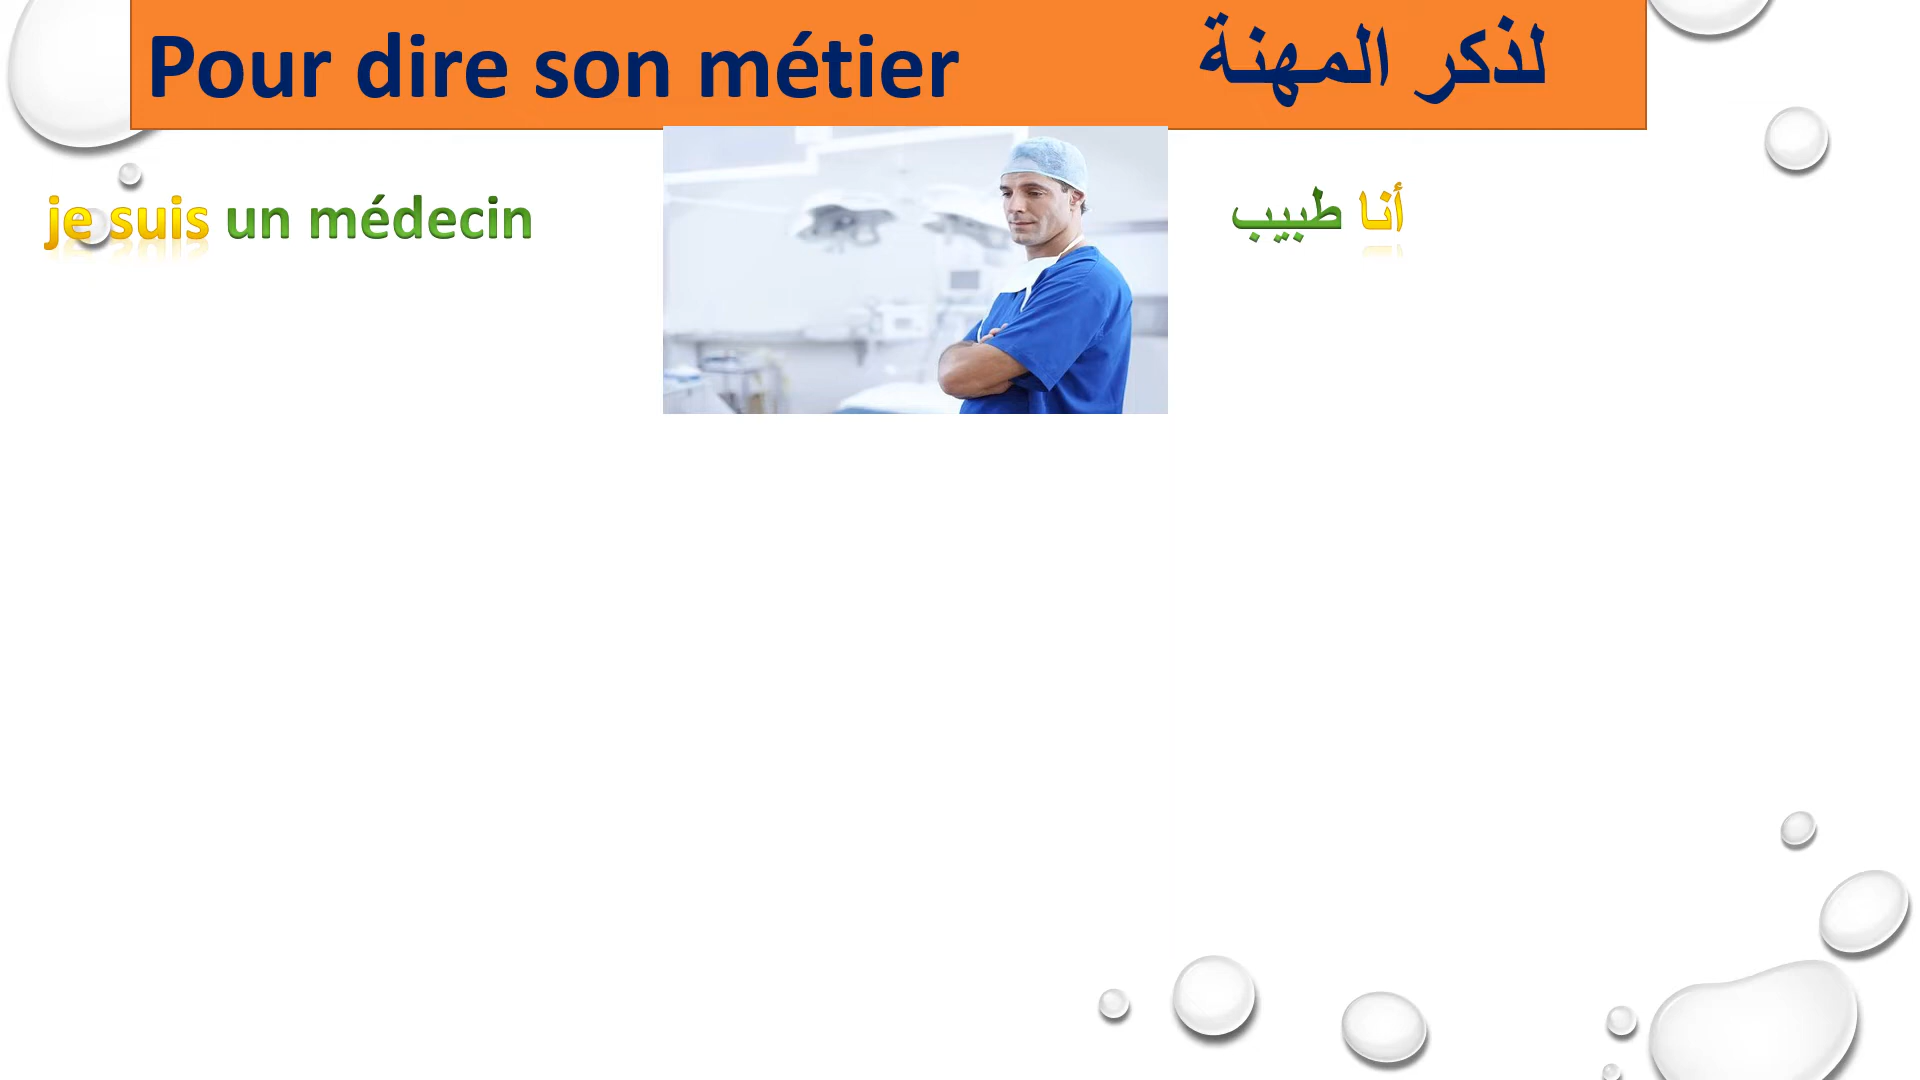 Pour dire son métier لذكر المهنة
je suis un médecin أنا طبيب